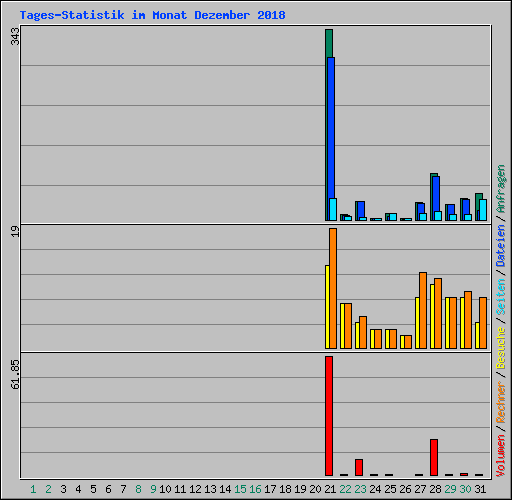 Tages-Statistik im Monat Dezember 2018
343
19
61.85
Volumen / Rechner / Besuche / Seiten / Dateien / Anfragen
1 2 3 4 5 6 7 8 9 10 11 12 13 14 15 16 17 18 19 20 21 22 23 24 25 26 27 28 29 30 31